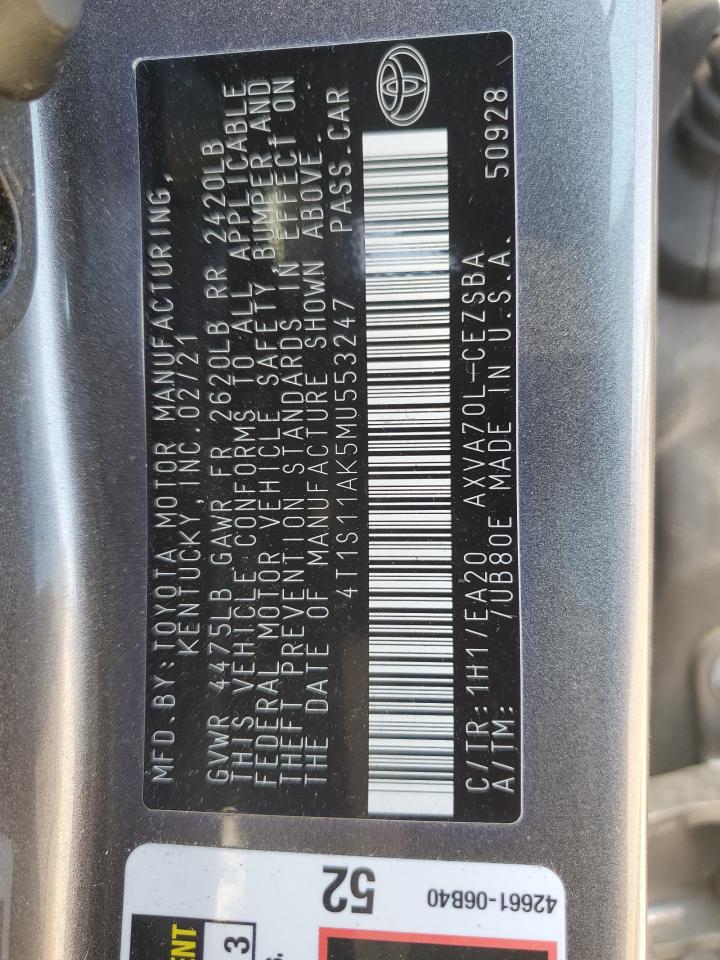 MFD.BY:TOYOTA MOTOR MANUFACTURING,
KENTUCKY,INC.02/21
GVWR 4475LB GAWR FR 2620LB RR 2420LB
THIS VEHICLE CONFORMS TO ALL APPLICABLE
FEDERAL MOTOR VEHICLE SAFETY, BUMPER AND
THEFT PREVENTION STANDARDS IN EFFECT ON
THE DATE OF MANUFACTURE SHOWN ABOVE.
4T1S11AK5MU553247 PASS.CAR
C/TR:1H1/EA20 AXVA70L-CEZSBA
A/TM: /UB80E MADE IN U.S.A. 50928
52
42661-06B40
3